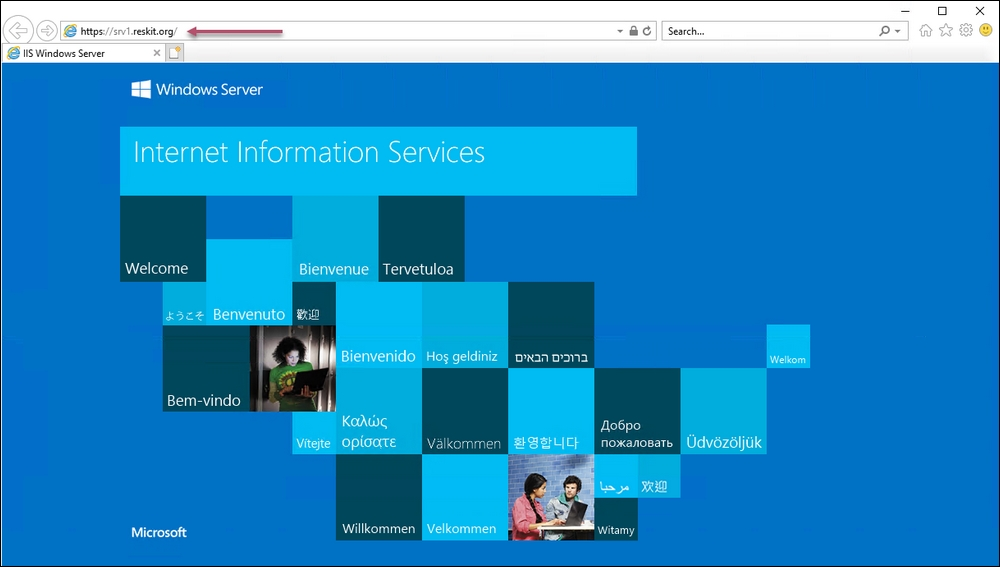 https://srv1.reskit.org/
Search...
IIS Windows Server
Windows Server
Internet Information Services
Welcome
Bienvenue
Tervetuloa
ようこそ
Benvenuto
歡迎
Bienvenido
Hoş geldiniz
ברוכים הבאים
Welkom
Bem-vindo
Vítejte
Καλώς
ορίσατε
Välkommen
환영합니다
Добро
пожаловать
Üdvözöljük
Willkommen
Velkommen
مرحبا
欢迎
Witamy
Microsoft